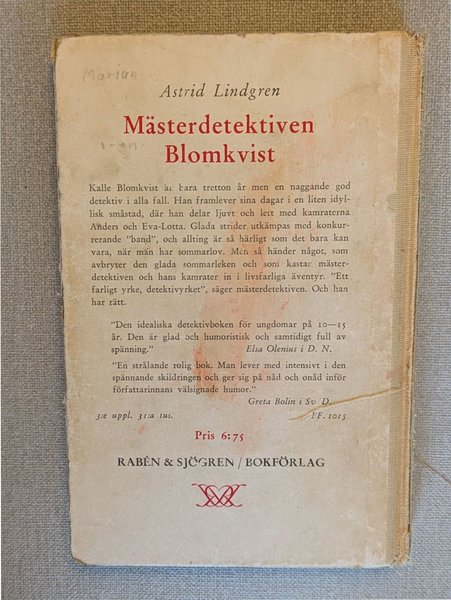 Marian
Astrid Lindgren
Mästerdetektiven
Blomkvist
Kalle Blomkvist är bara tretton år men en naggande god
detektiv i alla fall. Han framlever sina dagar i en liten idyl-
lisk småstad, där han delar ljuvt och lett med kamraterna
Anders och Eva-Lotta. Glada strider utkämpas med konkur-
rerande "band", och allting är så härligt som det bara kan
vara, när man har sommarlov. Men så händer något, som
avbryter den glada sommarleken och som kastar mäster-
detektiven och hans kamrater in i livsfarliga äventyr. "Ett
farligt yrke, detektivyrket", säger mästerdetektiven. Och han
har rätt.
"Den idealiska detektivboken för ungdomar på 10—15
år. Den är glad och humoristisk och samtidigt full av
spänning." Elsa Olenius i D. N.
"En strålande rolig bok. Man lever med intensivt i den
spännande skildringen och ger sig på nåd och onåd inför
författarinnans välsignade humor."
Greta Bolin i Sv. D.
3:e uppl. 31:a tus. FF. 1015
Pris 6:75
RABÉN & SJÖGREN / BOKFÖRLAG